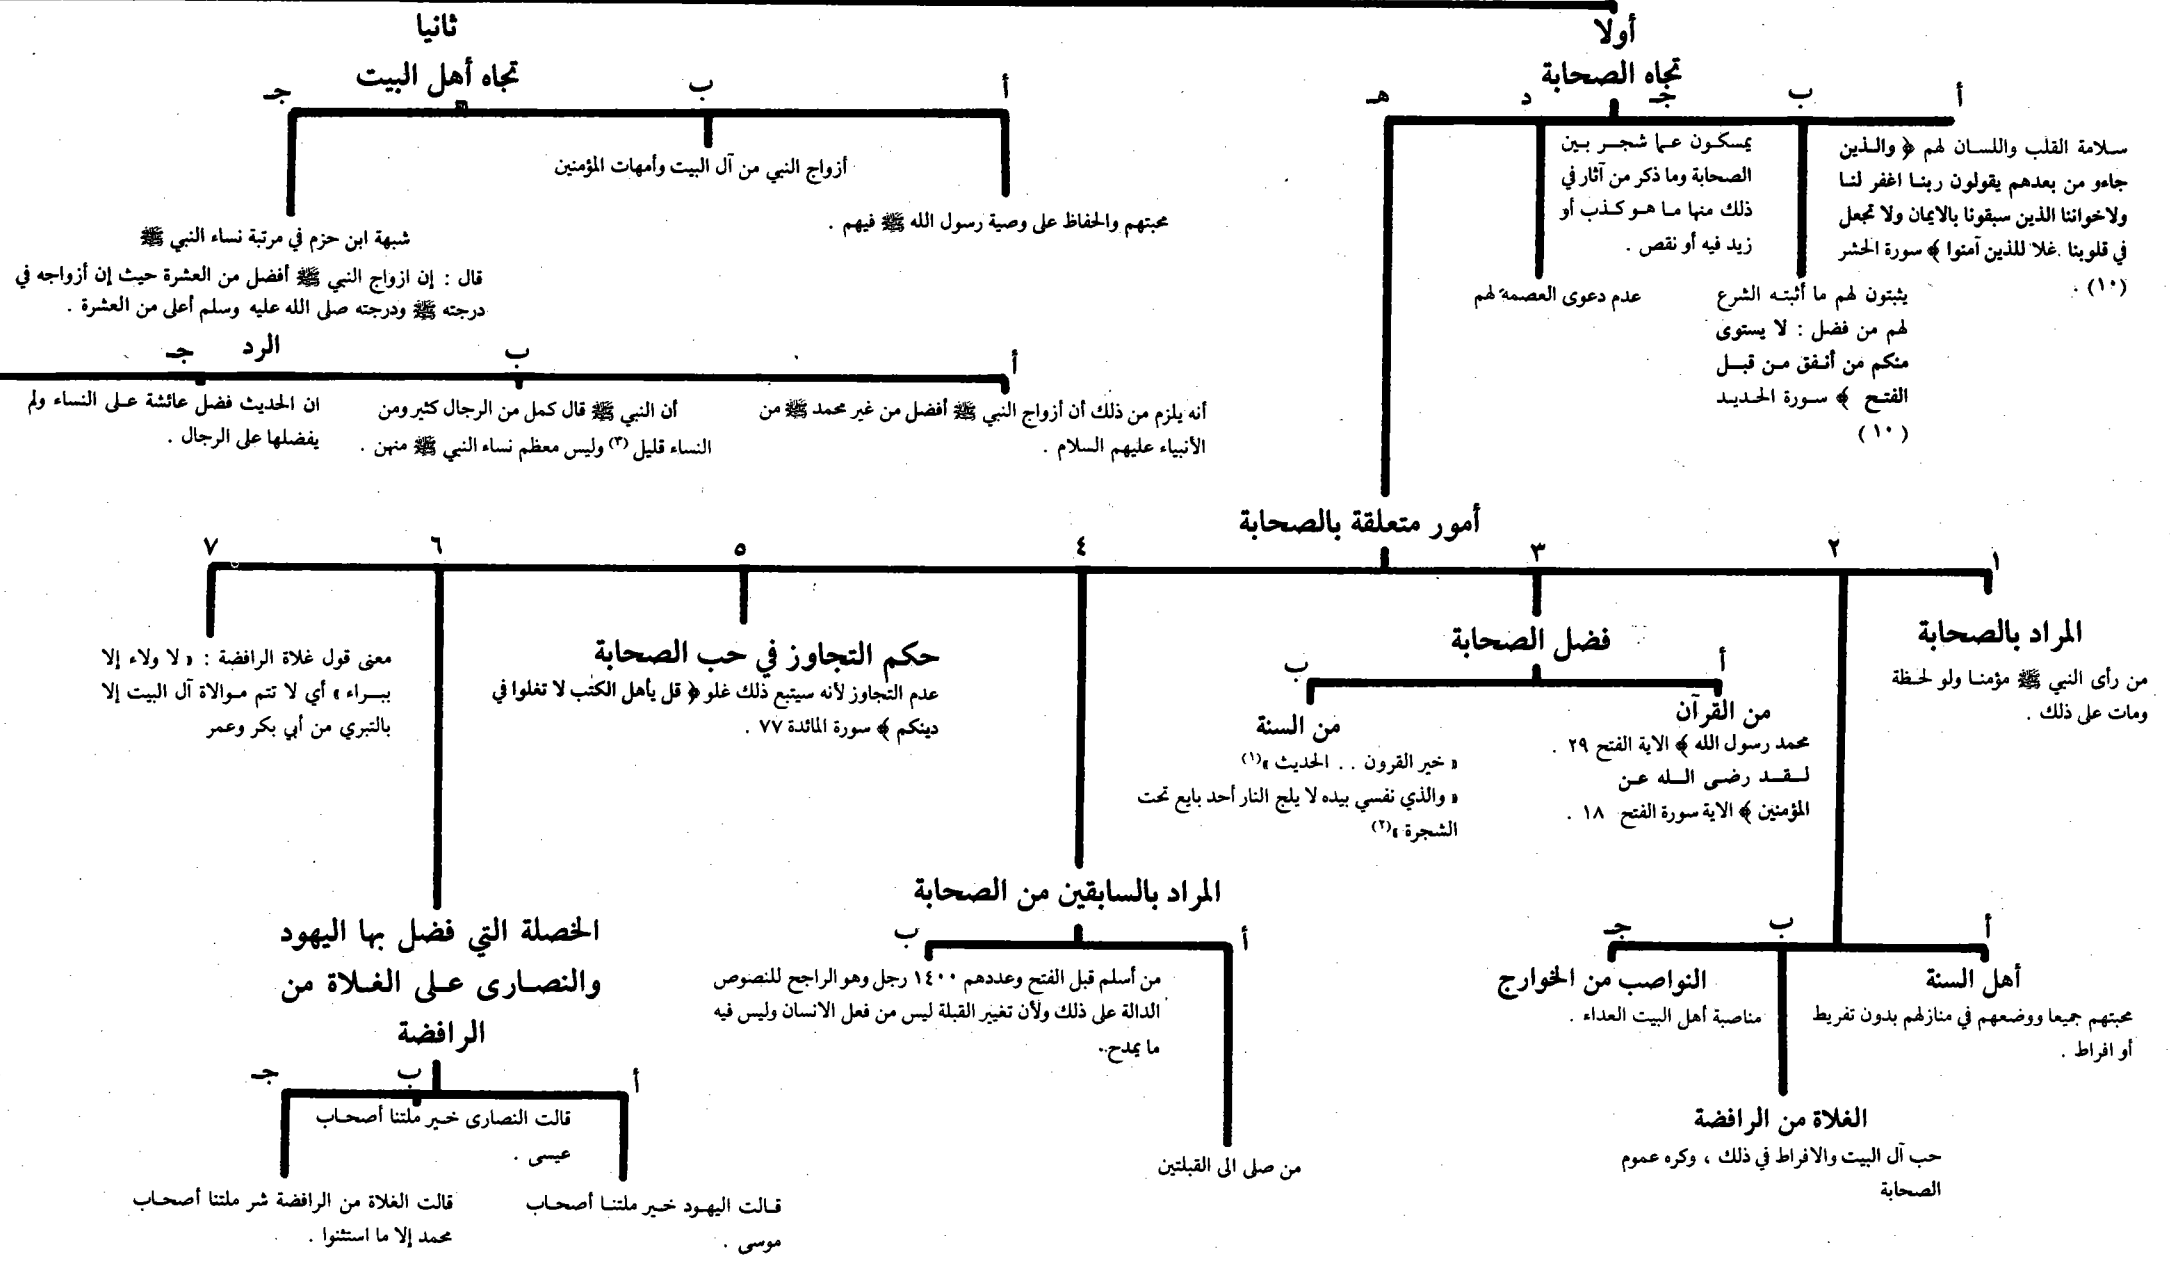 أولا
تجاه الصحابة
أ
سلامة القلب واللسان لهم ﴿ والذين
جاءو من بعدهم يقولون ربنا اغفر لنا
ولاخواننا الذين سبقونا بالايمان ولا تجعل
في قلوبنا غلا للذين آمنوا ﴾ سورة الحشر
(١٠) .
ب
يثبتون لهم ما أثبته الشرع
لهم من فضل : لا يستوى
منكم من أنفق من قبل
الفتح ﴾ سورة الحديد
( ١٠ )
جـ
يمسكون عما شجر بين
الصحابة وما ذكر من آثار في
ذلك منها ما هو كذب أو
زيد فيه أو نقص .
د
عدم دعوى العصمة لهم
هـ
ثانيا
تجاه أهل البيت
أ
محبتهم والحفاظ على وصية رسول الله ﷺ فيهم .
ب
أزواج النبي من آل البيت وأمهات المؤمنين
جـ
شبهة ابن حزم في مرتبة نساء النبي ﷺ
قال : إن ازواج النبي ﷺ أفضل من العشرة حيث إن أزواجه في
درجته ﷺ ودرجته صلى الله عليه وسلم أعلى من العشرة .
الرد
أ
أنه يلزم من ذلك أن أزواج النبي ﷺ أفضل من غير محمد ﷺ من
الأنبياء عليهم السلام .
ب
أن النبي ﷺ قال كمل من الرجال كثير ومن
النساء قليل (٣) وليس معظم نساء النبي ﷺ منهن .
جـ
ان الحديث فضل عائشة على النساء ولم
يفضلها على الرجال .
أمور متعلقة بالصحابة
١
المراد بالصحابة
من رأى النبي ﷺ مؤمنا ولو لحظة
ومات على ذلك .
٢
أ
أهل السنة
محبتهم جميعا ووضعهم في منازلهم بدون تفريط
أو افراط .
ب
الغلاة من الرافضة
حب آل البيت والافراط في ذلك ، وكره عموم
الصحابة
جـ
النواصب من الخوارج
مناصبة أهل البيت العداء .
٣
فضل الصحابة
أ
من القرآن
محمد رسول الله ﴾ الاية الفتح ٢٩ .
لقد رضى الله عن
المؤمنين ﴾ الاية سورة الفتح ١٨ .
ب
من السنة
« خير القرون . . الحديث »(١)
« والذي نفسي بيده لا يلج النار أحد بايع تحت
الشجرة »(٢)
٤
المراد بالسابقين من الصحابة
أ
من صلى الى القبلتين
ب
من أسلم قبل الفتح وعددهم ١٤٠٠ رجل وهو الراجح للنصوص
الدالة على ذلك ولأن تغيير القبلة ليس من فعل الانسان وليس فيه
ما يمدح .
٥
حكم التجاوز في حب الصحابة
عدم التجاوز لأنه سيتبع ذلك غلو ﴿ قل يأهل الكتب لا تغلوا في
دينكم ﴾ سورة المائدة ٧٧ .
٦
الخصلة التي فضل بها اليهود
والنصارى على الغلاة من
الرافضة
أ
قالت اليهود خير ملتنا أصحاب
موسى .
ب
قالت النصارى خير ملتنا أصحاب
عيسى .
جـ
قالت الغلاة من الرافضة شر ملتنا أصحاب
محمد إلا ما استثنوا .
٧
معنى قول غلاة الرافضة : « لا ولاء إلا
ببراء » أي لا تتم موالاة آل البيت إلا
بالتبري من أبي بكر وعمر